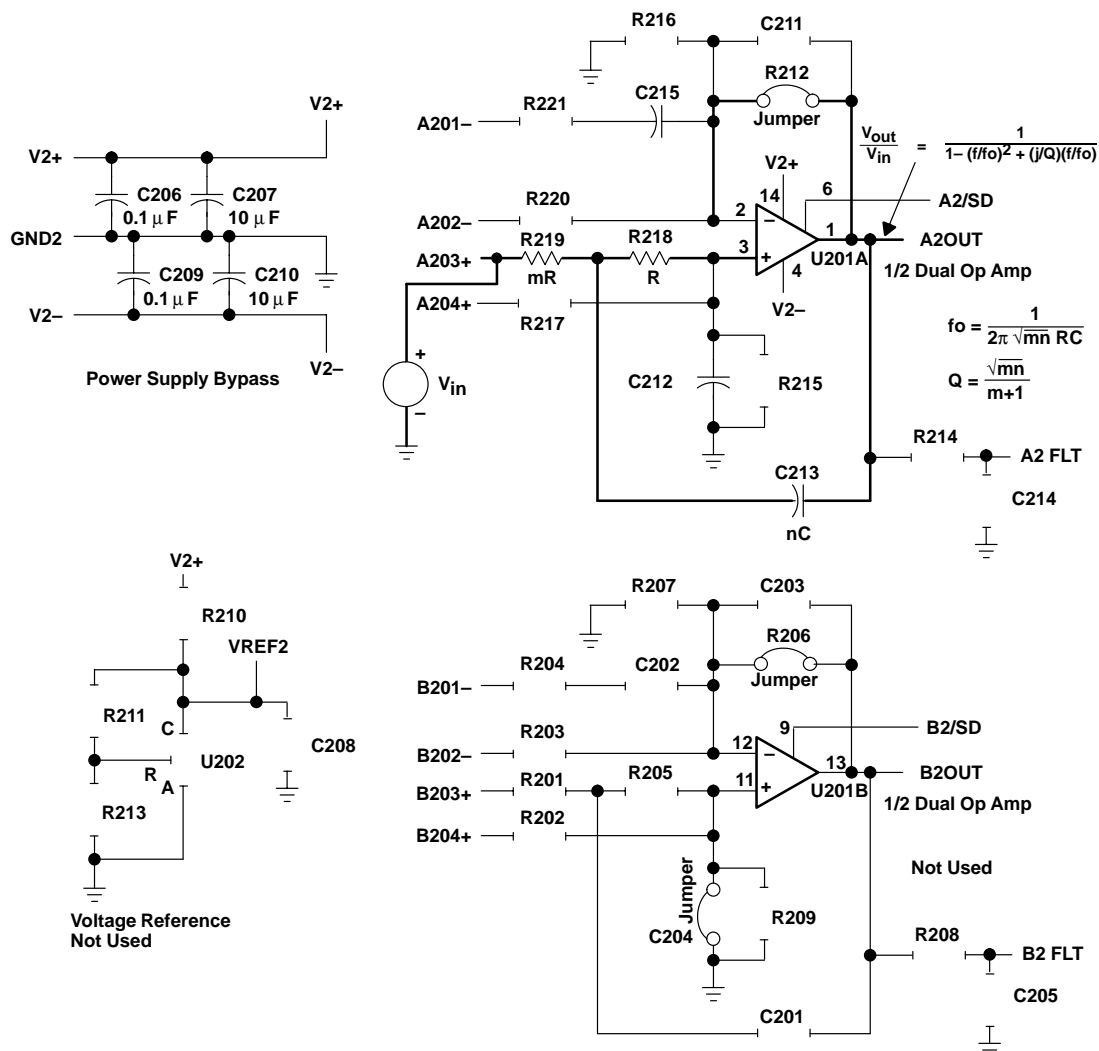 R216
C211
R212
Jumper
V2+
R221
C215
A201–
V2+
V2+
C206
C207
0.1 μ F
10 μ F
GND2
C209
C210
0.1 μ F
10 μ F
V2–
V2–
Power Supply Bypass
14
6
A2/SD
R220
A202–
2
–
1
A2OUT
R219
R218
A203+
3
+
U201A
mR
R
4
1/2 Dual Op Amp
A204+
R217
V2–
Vout
Vin
=
1
1– (f/fo)2 + (j/Q)(f/fo)
fo =
1
2π √mn RC
Q =
√mn
m+1
+
Vin
–
C212
R215
R214
A2 FLT
C213
C214
nC
V2+
R210
VREF2
R211
C
U202
C208
R
A
R213
Voltage Reference
Not Used
R207
C203
R206
Jumper
R204
C202
B201–
9
B2/SD
R203
B202–
12
–
13
B2OUT
R201
R205
B203+
11
+
U201B
1/2 Dual Op Amp
R202
B204+
Not Used
Jumper
C204
R209
R208
B2 FLT
C205
C201